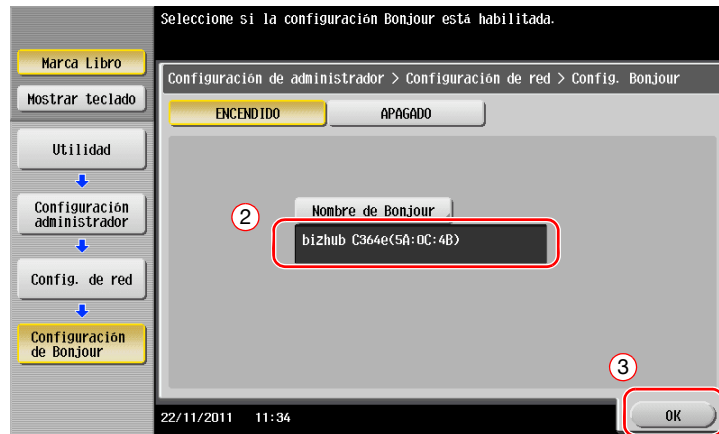 Seleccione si la configuración Bonjour está habilitada.
Marca Libro
Mostrar teclado
Utilidad
Configuración
administrador
Config. de red
Configuración
de Bonjour
Configuración de administrador > Configuración de red > Config. Bonjour
ENCENDIDO
APAGADO
2
Nombre de Bonjour
bizhub C364e(5A:0C:4B)
3
22/11/2011 11:34
OK